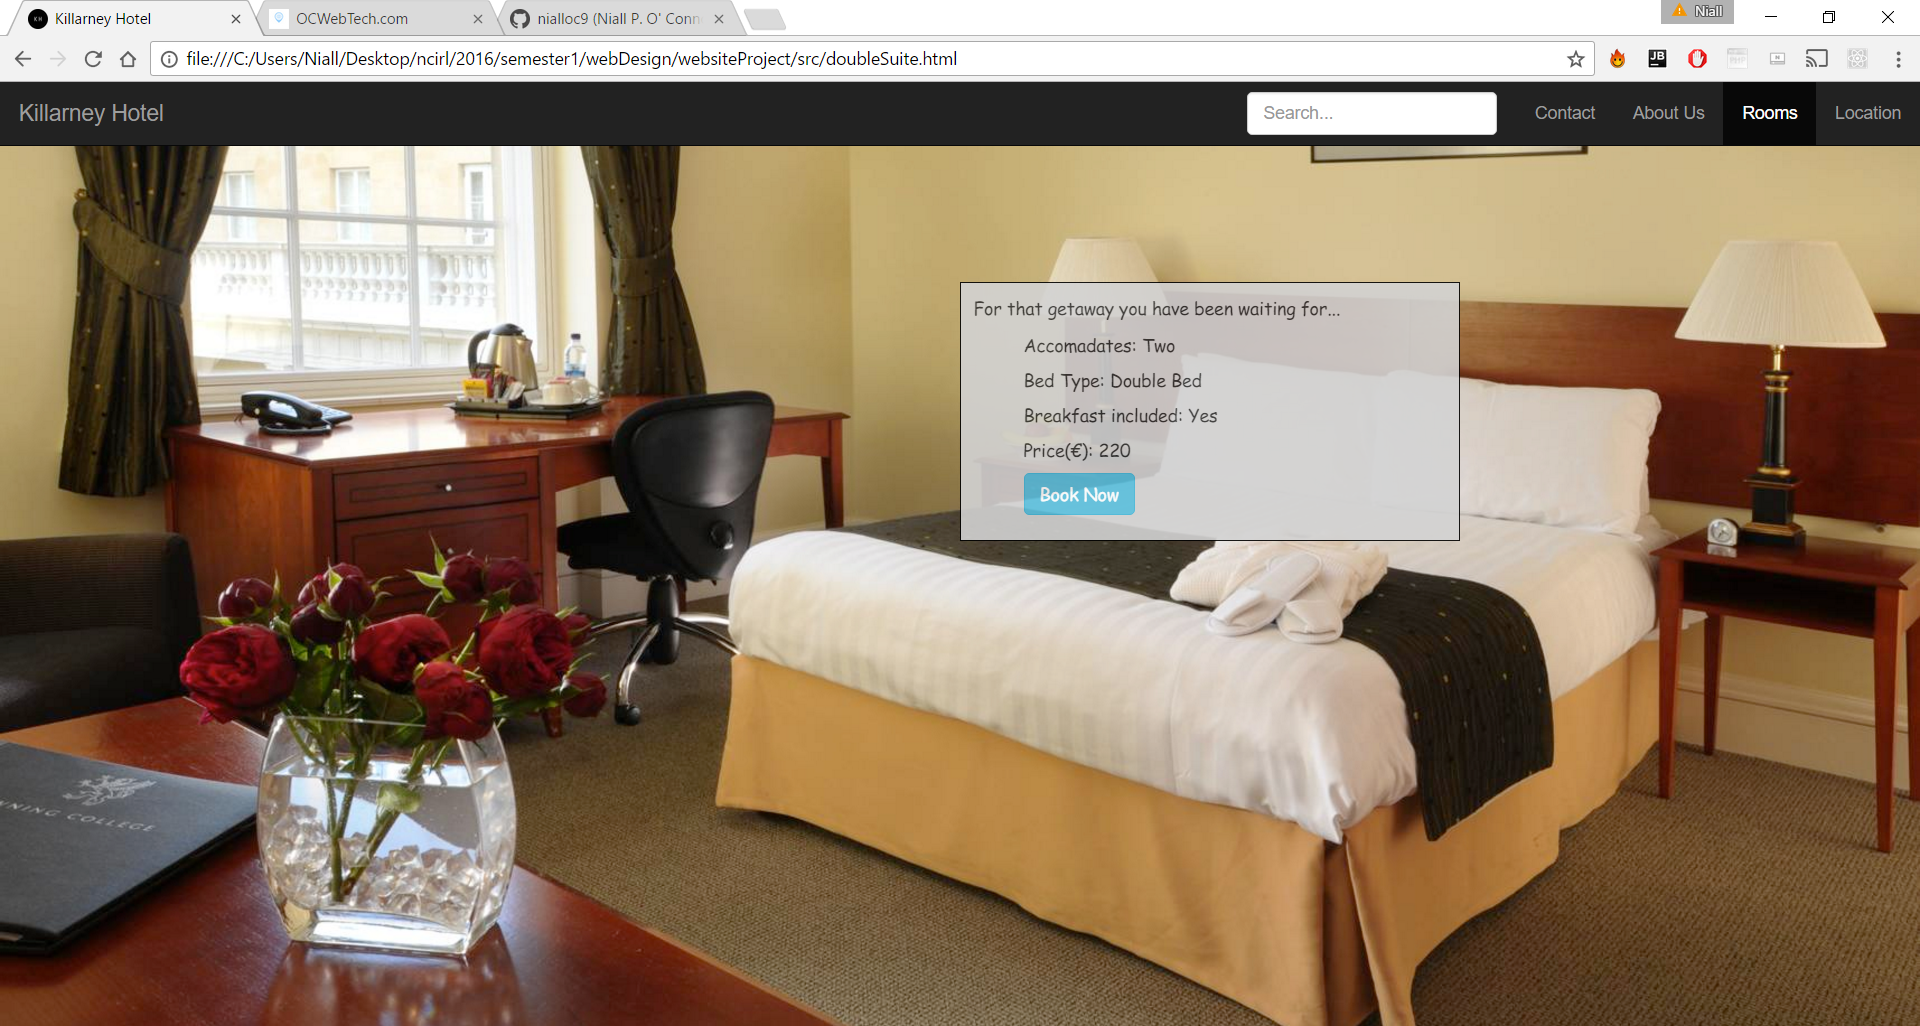 Killarney Hotel
OCWebTech.com
nialloc9 (Niall P. O' Conn
Niall
file:///C:/Users/Niall/Desktop/ncirl/2016/semester1/webDesign/websiteProject/src/doubleSuite.html
JB
Killarney Hotel
Search...
Contact
About Us
Rooms
Location
For that getaway you have been waiting for...
Accomadates: Two
Bed Type: Double Bed
Breakfast included: Yes
Price(€): 220
Book Now
NNING COLLEGE